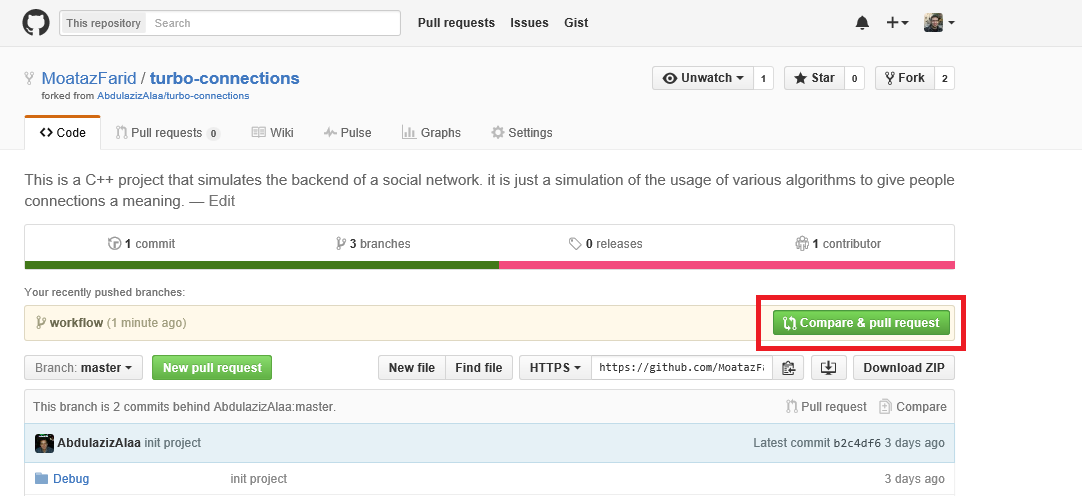 This repository Search Pull requests Issues Gist
MoatazFarid / turbo-connections Unwatch 1 Star 0 Fork 2
forked from AbdulazizAlaa/turbo-connections
Code Pull requests 0 Wiki Pulse Graphs Settings
This is a C++ project that simulates the backend of a social network. it is just a simulation of the usage of various algorithms to give people
connections a meaning. — Edit
1 commit 3 branches 0 releases 1 contributor
Your recently pushed branches:
workflow (1 minute ago) Compare & pull request
Branch: master New pull request New file Find file HTTPS https://github.com/MoatazFa Download ZIP
This branch is 2 commits behind AbdulazizAlaa:master. Pull request Compare
AbdulazizAlaa init project Latest commit b2c4df6 3 days ago
Debug init project 3 days ago